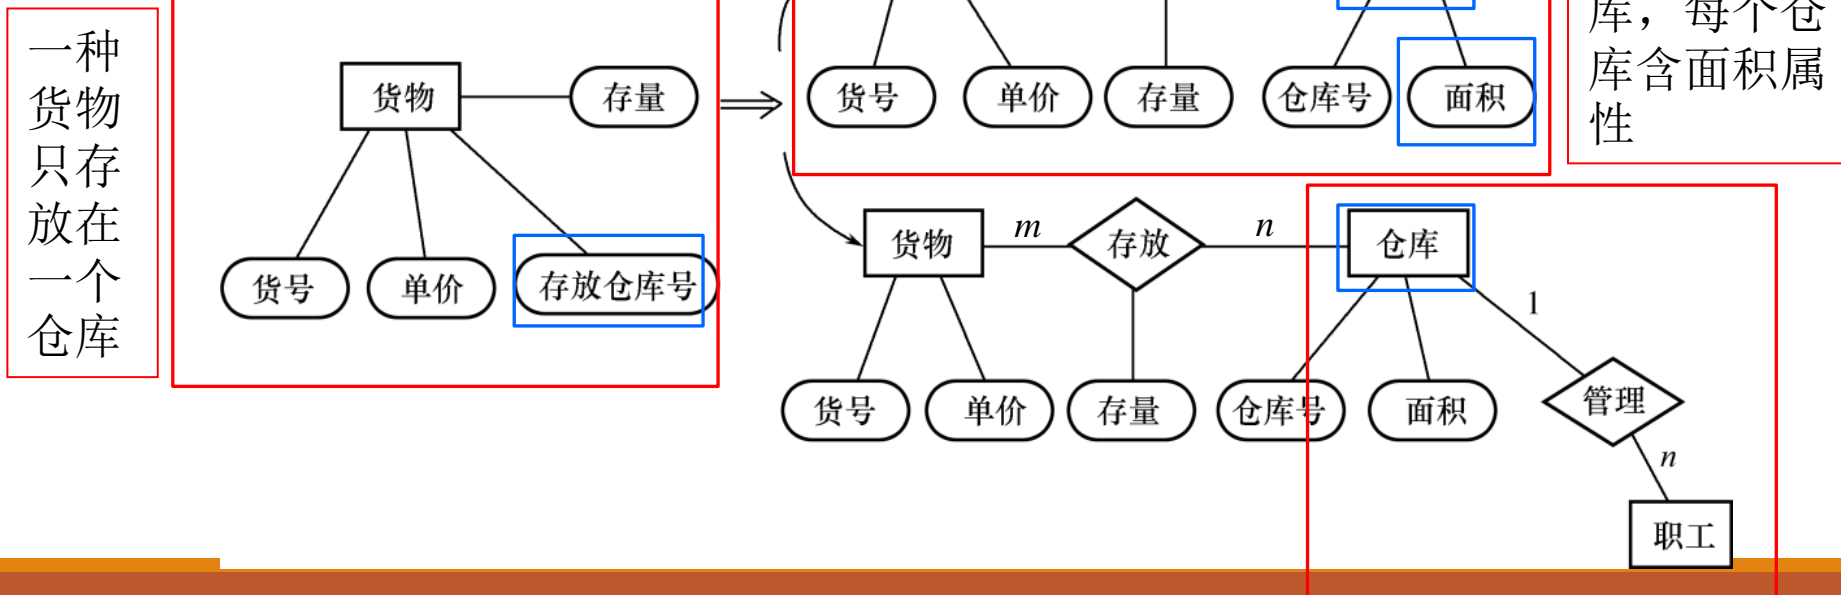 一种
货物
只存
放在
一个
仓库
货物
存量
货号
单价
存放仓库号
货号
单价
存量
仓库号
面积
库，每个仓
库含面积属
性
货物
m
存放
n
仓库
1
货号
单价
存量
仓库号
面积
管理
n
职工